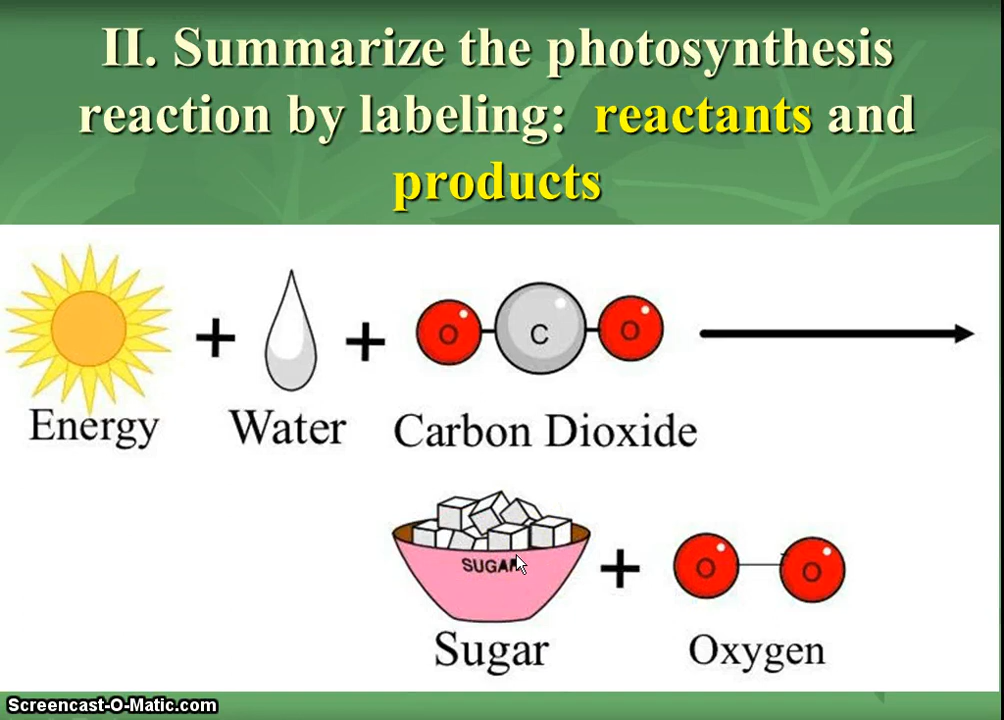 II. Summarize the photosynthesis
reaction by labeling: reactants and
products
+ + O C O
Energy Water Carbon Dioxide
SUGAR + O O
Sugar Oxygen
Screencast-O-Matic.com